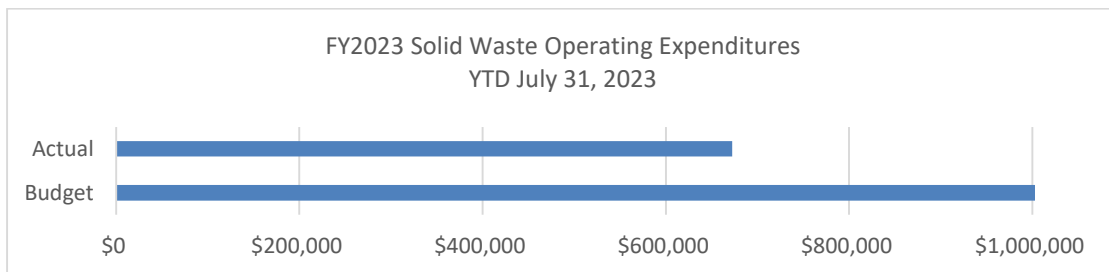 FY2023 Solid Waste Operating Expenditures
YTD July 31, 2023
Actual
Budget
$0 $200,000 $400,000 $600,000 $800,000 $1,000,000